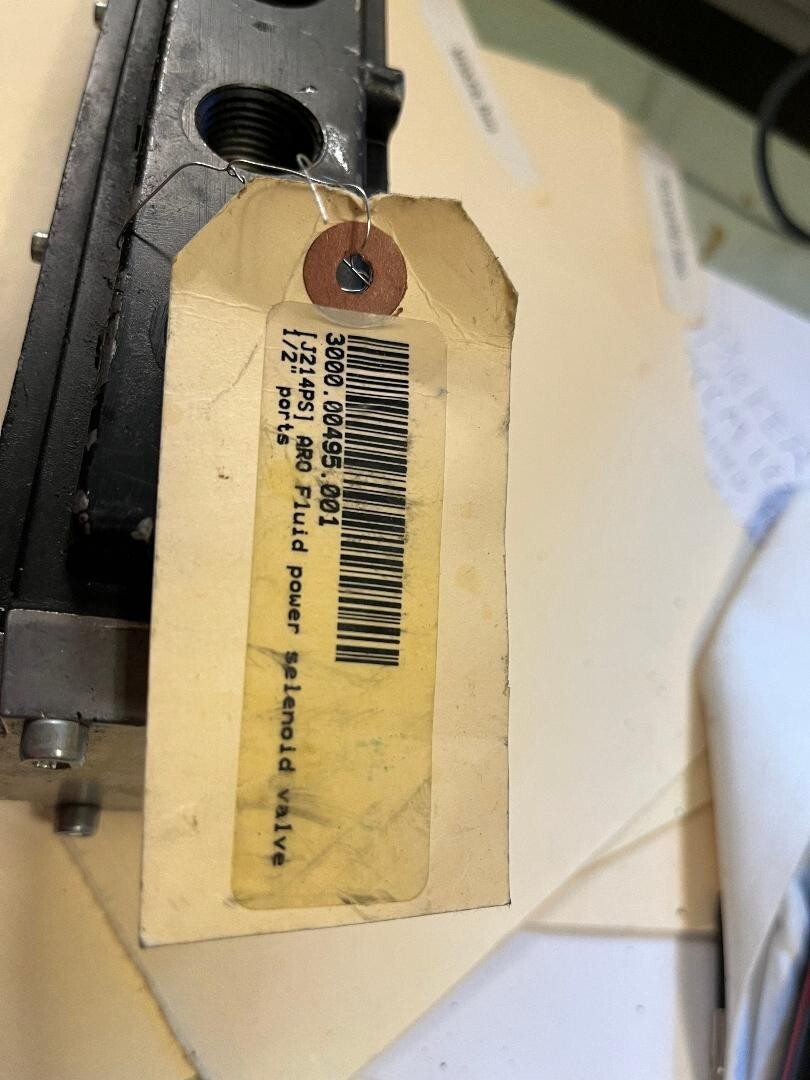 3000.00495.001
[J214PS] ARO Fluid power selenoid valve
1/2" ports